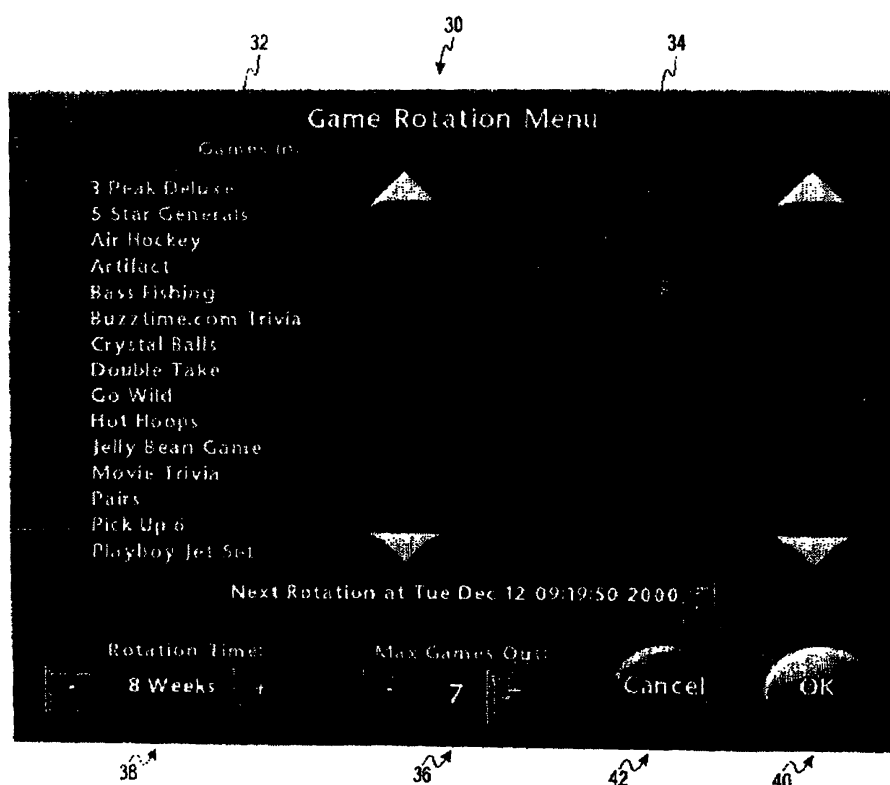 32 30 34
Game Rotation Menu
Games In:
3 Peak Deluxe
5 Star Generals
Air Hockey
Artifact
Bass Fishing
Buzztime.com Trivia
Crystal Balls
Double Take
Go Wild
Hot Hoops
Jelly Bean Game
Movie Trivia
Pairs
Pick Up 6
Playboy Jet Set
Next Rotation at Tue Dec 12 09:19:50 2000
Rotation Time: Max Games Out:
- 8 Weeks + - 7 + Cancel OK
38 36 42 40